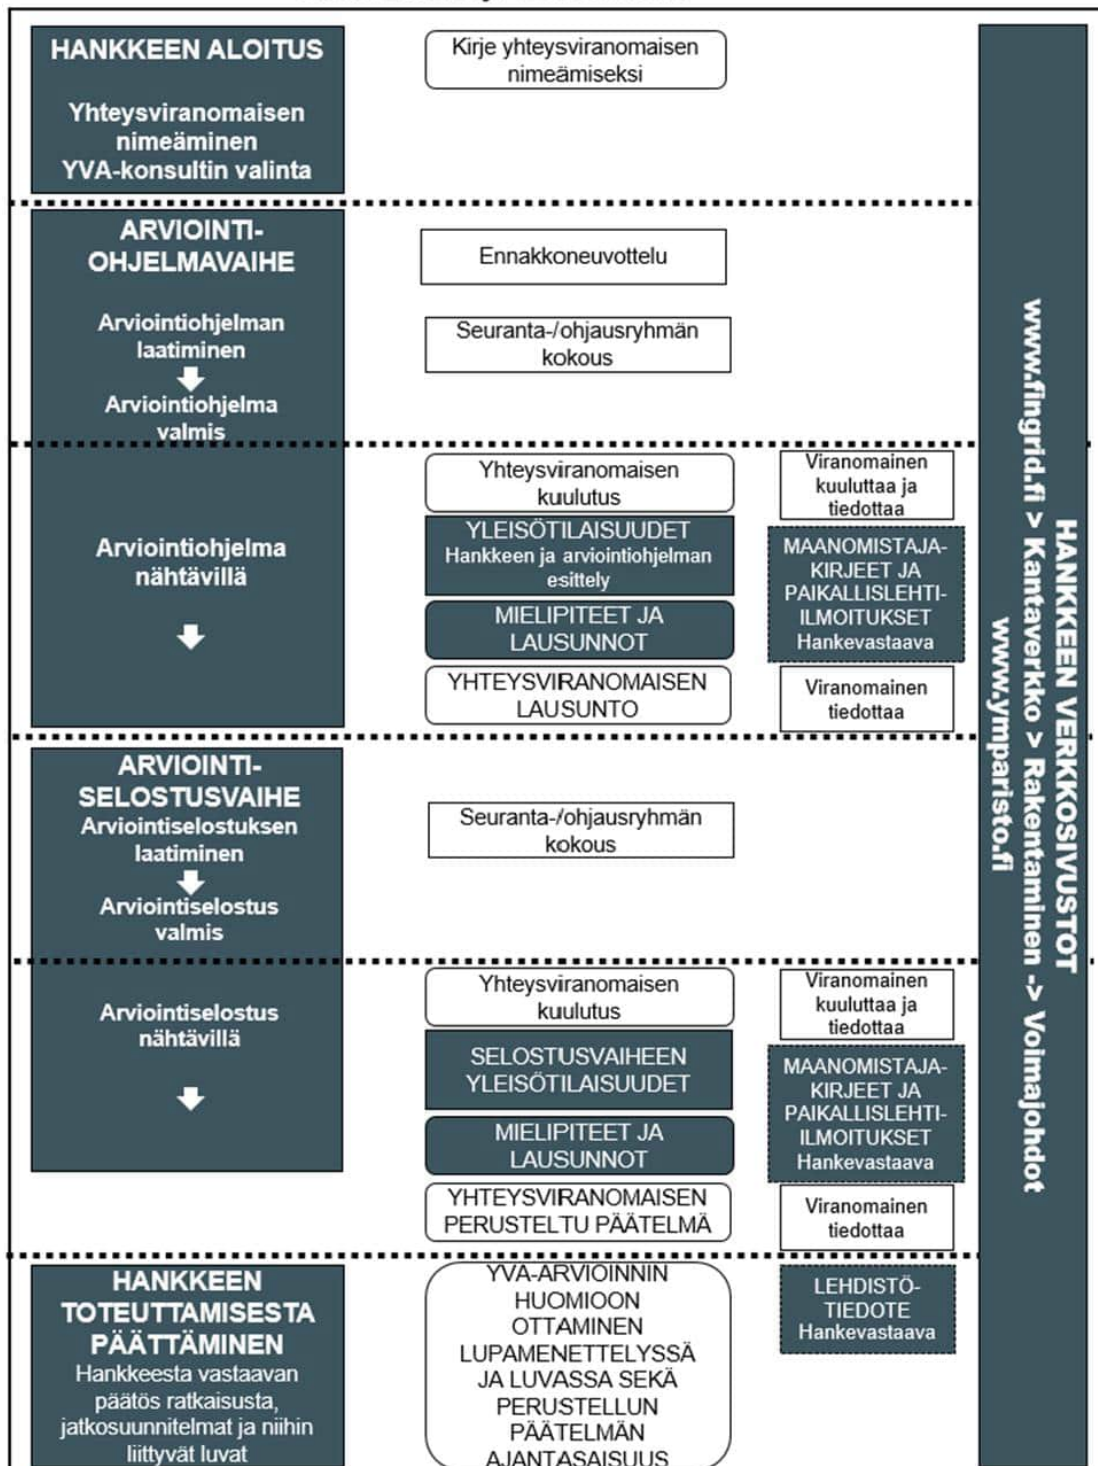 HANKKEEN ALOITUS
Yhteysviranomaisen
nimeäminen
YVA-konsultin valinta
Kirje yhteysviranomaisen
nimeämiseksi
ARVIOINTI-
OHJELMAVAIHE
Arviointiohjelman
laatiminen
Arviointiohjelma
valmis
Ennakkoneuvottelu
Seuranta-/ohjausryhmän
kokous
Arviointiohjelma
nähtävillä
Yhteysviranomaisen
kuulutus
YLEISÖTILAISUUDET
Hankkeen ja arviointiohjelman
esittely
MIELIPITEET JA
LAUSUNNOT
YHTEYSVIRANOMAISEN
LAUSUNTO
Viranomainen
kuuluttaa ja
tiedottaa
MAANOMISTAJA-
KIRJEET JA
PAIKALLISLEHTI-
ILMOITUKSET
Hankevastaava
Viranomainen
tiedottaa
ARVIOINTI-
SELOSTUSVAIHE
Arviointiselostuksen
laatiminen
Arviointiselostus
valmis
Seuranta-/ohjausryhmän
kokous
Arviointiselostus
nähtävillä
Yhteysviranomaisen
kuulutus
SELOSTUSVAIHEEN
YLEISÖTILAISUUDET
MIELIPITEET JA
LAUSUNNOT
YHTEYSVIRANOMAISEN
PERUSTELTU PÄÄTELMÄ
Viranomainen
kuuluttaa ja
tiedottaa
MAANOMISTAJA-
KIRJEET JA
PAIKALLISLEHTI-
ILMOITUKSET
Hankevastaava
Viranomainen
tiedottaa
HANKKEEN
TOTEUTTAMISESTA
PÄÄTTÄMINEN
Hankkeesta vastaavan
päätös ratkaisusta,
jatkosuunnitelmat ja niihin
liittyvät luvat
YVA-ARVIOINNIN
HUOMIOON
OTTAMINEN
LUPAMENETTELYSSÄ
JA LUVASSA SEKÄ
PERUSTELLUN
PÄÄTELMÄN
AJANTASAISUUS
LEHDISTÖ-
TIEDOTE
Hankevastaava
HANKKEEN VERKKOSIVUSTOT
www.fingrid.fi > Kantaverkko > Rakentaminen -> Voimajohdot
www.ymparisto.fi